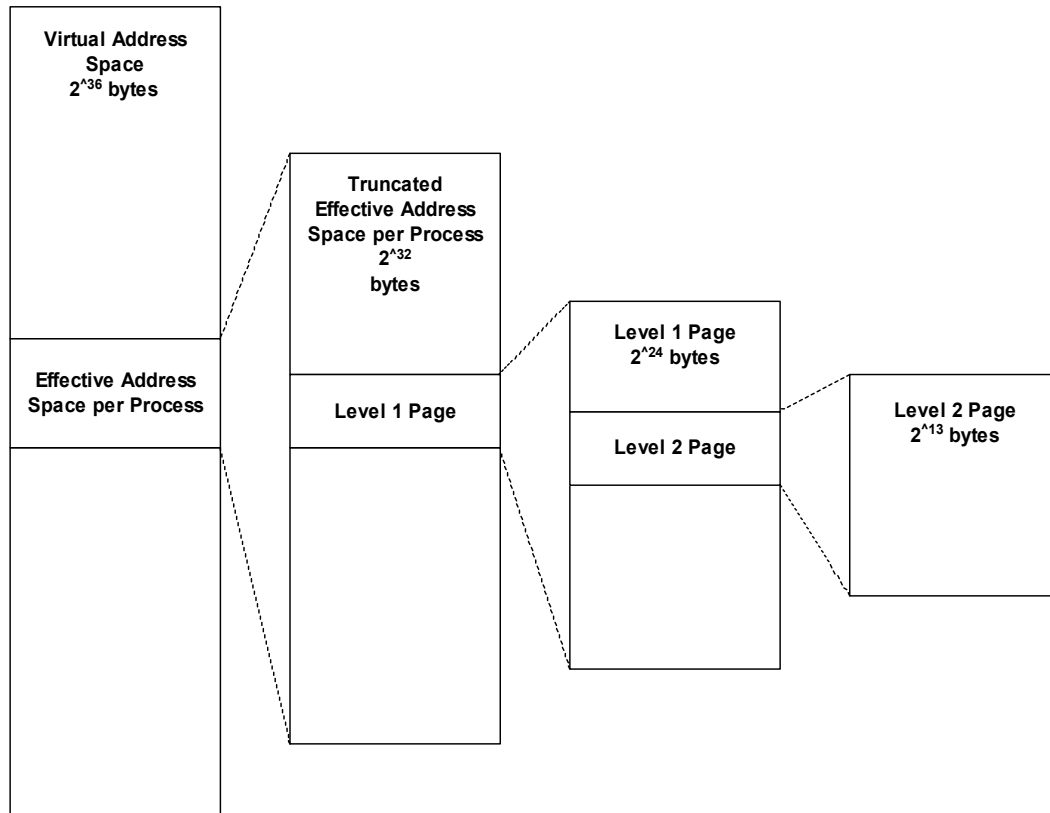 Virtual Address
Space
2^36 bytes
Effective Address
Space per Process
Truncated
Effective Address
Space per Process
2^32
bytes
Level 1 Page
Level 1 Page
2^24 bytes
Level 2 Page
Level 2 Page
2^13 bytes